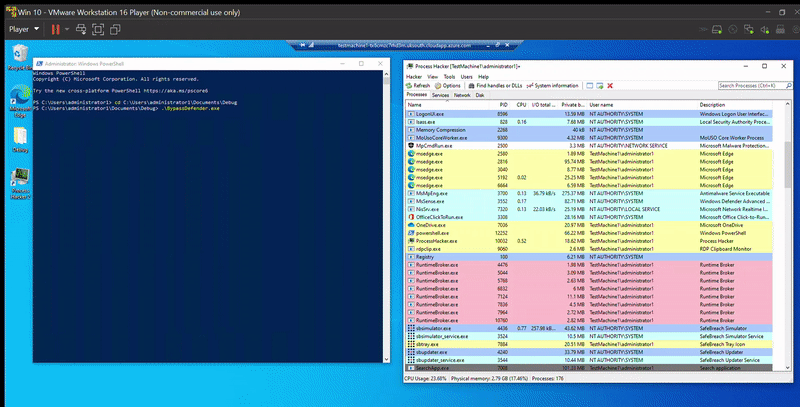 Win 10 - VMware Workstation 16 Player (Non-commercial use only)
Player
testmachine1-tx6cmzc7rhd3m.uksouth.cloudapp.azure.com
Recycle Bin
Microsoft Edge
Debug
Process Hacker 2
Administrator: Windows PowerShell
Windows PowerShell
Copyright (C) Microsoft Corporation. All rights reserved.
Try the new cross-platform PowerShell https://aka.ms/pscore6
PS C:\Users\administrator1> cd C:\Users\administrator1\Documents\Debug
PS C:\Users\administrator1\Documents\Debug> .\BypassDefender.exe
Process Hacker [TestMachine1\administrator1]+
Hacker View Tools Users Help
Refresh Options Find handles or DLLs System information Search Processes (Ctrl+K)
Processes Services Network Disk
Name PID CPU I/O total ... Private b... User name Description
LogonUI.exe 8596 13.59 MB NT AUTHORITY\SYSTEM Windows Logon User Interfac...
lsass.exe 828 0.16 7.68 MB NT AUTHORITY\SYSTEM Local Security Authority Proc...
Memory Compression 2268 40 kB NT AUTHORITY\SYSTEM
MoUsoCoreWorker.exe 9300 4.32 MB NT AUTHORITY\SYSTEM MoUSO Core Worker Process
MpCmdRun.exe 2500 3.3 MB NT AUTHORITY\NETWORK SERVICE Microsoft Malware Protection...
msedge.exe 2580 1.89 MB TestMachine1\administrator1 Microsoft Edge
msedge.exe 2816 95.74 MB TestMachine1\administrator1 Microsoft Edge
msedge.exe 3040 8.77 MB TestMachine1\administrator1 Microsoft Edge
msedge.exe 5192 0.02 25.25 MB TestMachine1\administrator1 Microsoft Edge
msedge.exe 6664 6.59 MB TestMachine1\administrator1 Microsoft Edge
MsMpEng.exe 3760 0.13 36.79 kB/s 275.37 MB NT AUTHORITY\SYSTEM Antimalware Service Executable
MsSense.exe 3552 0.17 82.71 MB NT AUTHORITY\SYSTEM Windows Defender Advanced ...
NisSrv.exe 7320 0.13 22.03 kB/s 25.19 MB NT AUTHORITY\LOCAL SERVICE Microsoft Network Realtime I...
OfficeClickToRun.exe 3308 28.16 MB NT AUTHORITY\SYSTEM Microsoft Office Click-to-Run...
OneDrive.exe 7036 20.97 MB TestMachine1\administrator1 Microsoft OneDrive
powershell.exe 12252 66.22 MB TestMachine1\administrator1 Windows PowerShell
ProcessHacker.exe 10032 0.52 18.62 MB TestMachine1\administrator1 Process Hacker
rdpclip.exe 9060 2.6 MB TestMachine1\administrator1 RDP Clipboard Monitor
Registry 100 6.21 MB NT AUTHORITY\SYSTEM
RuntimeBroker.exe 4476 1.98 MB TestMachine1\administrator1 Runtime Broker
RuntimeBroker.exe 5044 3.09 MB TestMachine1\administrator1 Runtime Broker
RuntimeBroker.exe 5788 2.63 MB TestMachine1\administrator1 Runtime Broker
RuntimeBroker.exe 6832 6 MB TestMachine1\administrator1 Runtime Broker
RuntimeBroker.exe 7124 11.1 MB TestMachine1\administrator1 Runtime Broker
RuntimeBroker.exe 7836 4.5 MB TestMachine1\administrator1 Runtime Broker
RuntimeBroker.exe 7964 2.72 MB TestMachine1\administrator1 Runtime Broker
RuntimeBroker.exe 10760 2.82 MB TestMachine1\administrator1 Runtime Broker
sbsimulator.exe 4436 0.77 257.98 kB... 43.62 MB NT AUTHORITY\SYSTEM SafeBreach Simulator
sbsimulator_service.exe 3524 10.5 MB NT AUTHORITY\SYSTEM SafeBreach Simulator Service
sbtray.exe 7884 20.51 MB TestMachine1\administrator1 SafeBreach Tray Icon
sbupdater.exe 4240 33.79 MB NT AUTHORITY\SYSTEM SafeBreach Updater
sbupdater_service.exe 3544 10.44 MB NT AUTHORITY\SYSTEM SafeBreach Updater Service
SearchApp.exe 7008 101.33 MB TestMachine1\administrator1 Search application
CPU Usage: 23.68% Physical memory: 2.79 GB (17.46%) Processes: 176